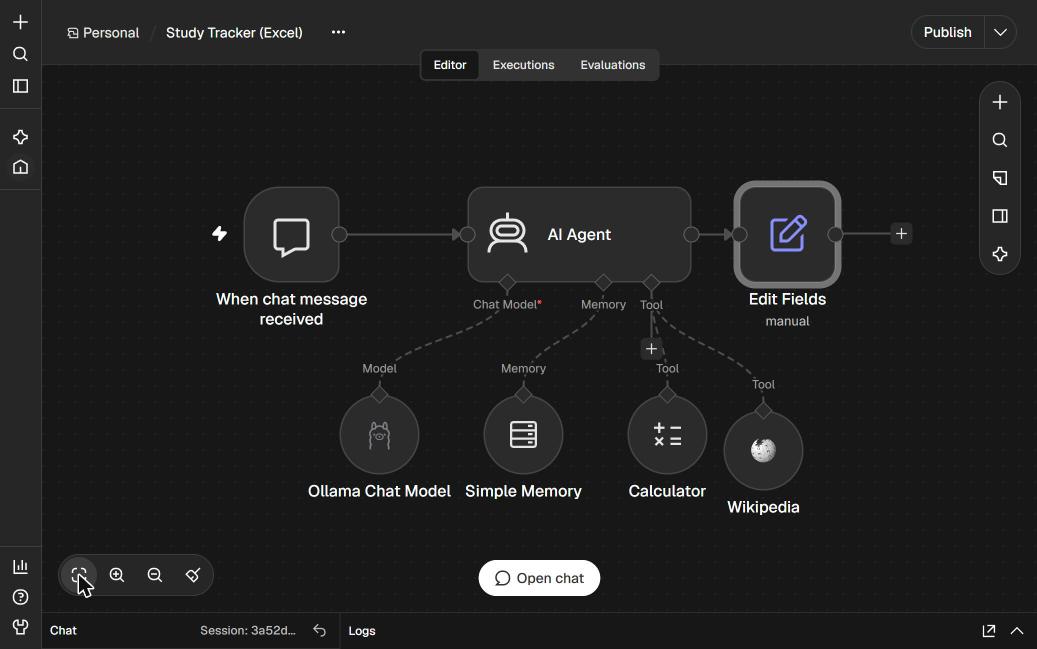 Personal / Study Tracker (Excel)
Publish
Editor
Executions
Evaluations
AI Agent
When chat message
received
Edit Fields
manual
Chat Model*
Memory
Tool
Model
Memory
Tool
Tool
Ollama Chat Model
Simple Memory
Calculator
Wikipedia
Open chat
Chat
Session: 3a52d...
Logs